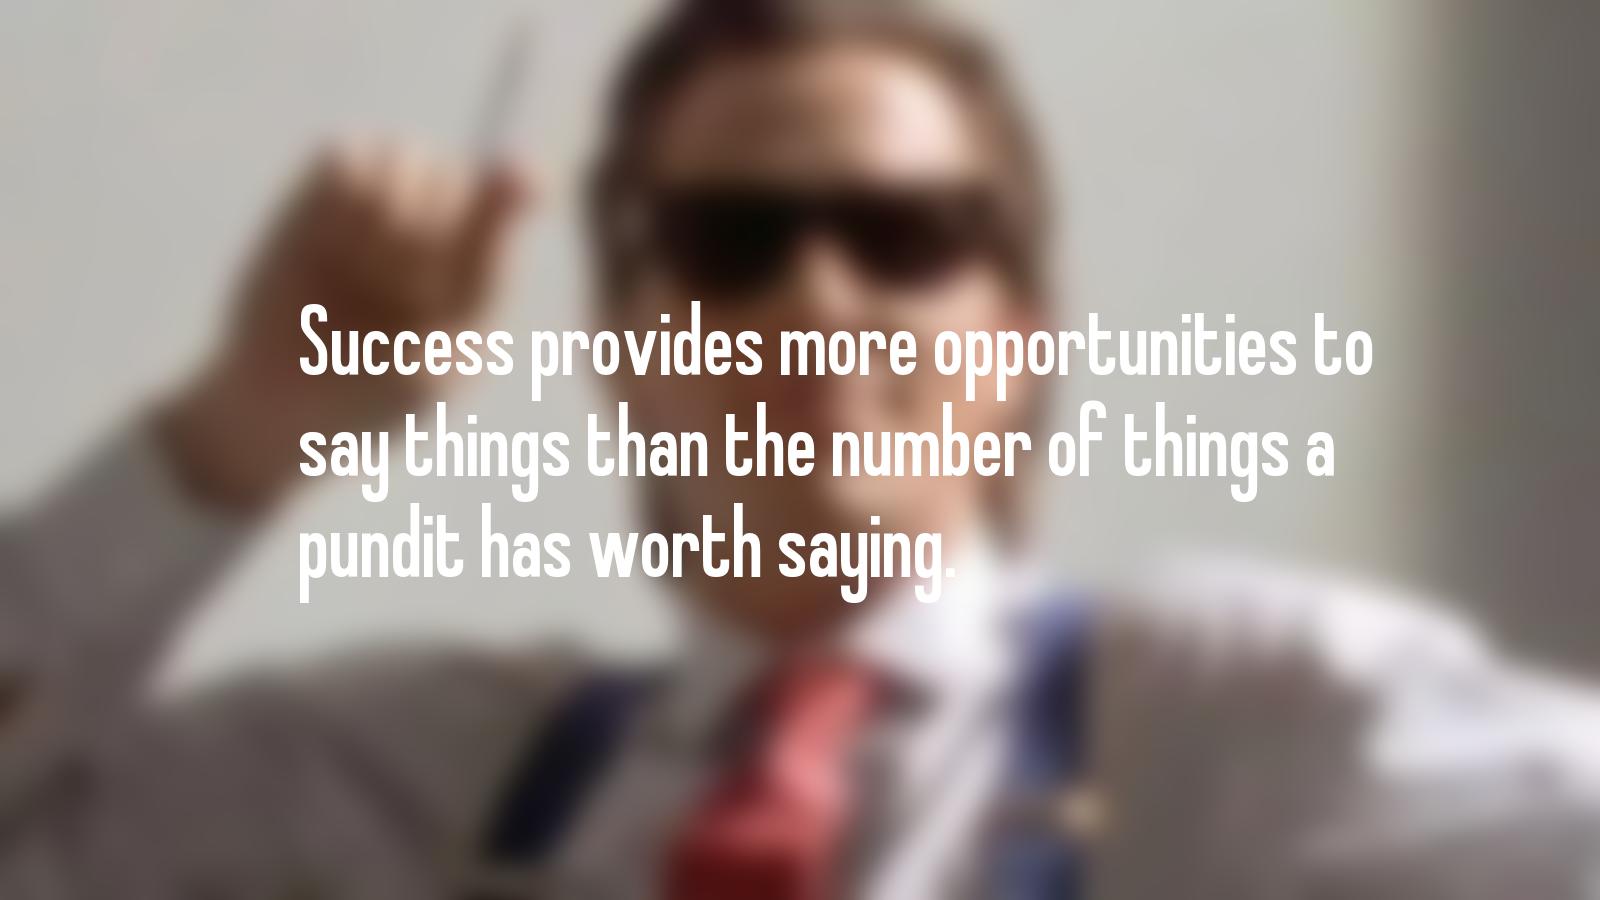 Success provides more opportunities to
say things than the number of things a
pundit has worth saying.